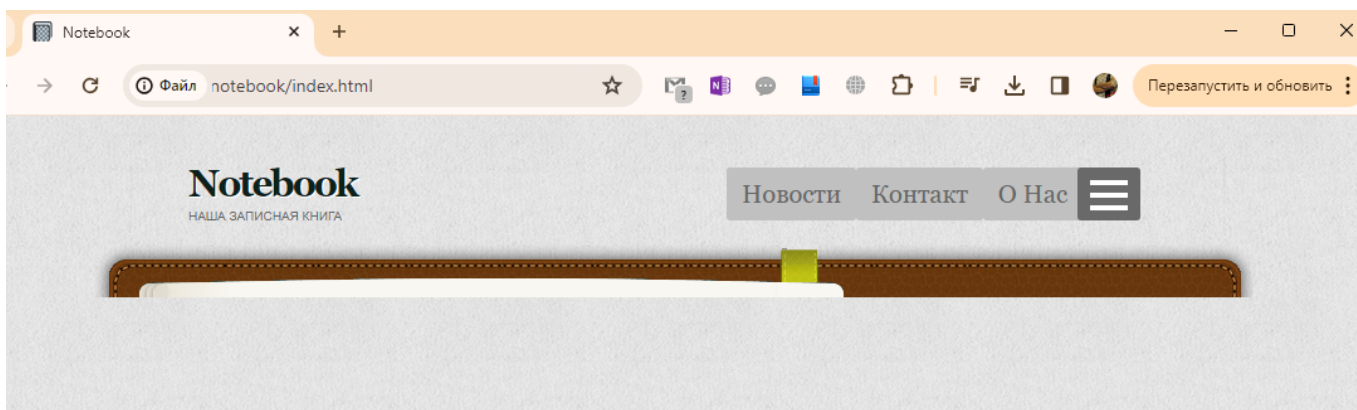 Notebook
Файл notebook/index.html
?
N
Перезапустить и обновить
Notebook
НАША ЗАПИСНАЯ КНИГА
Новости Контакт О Нас